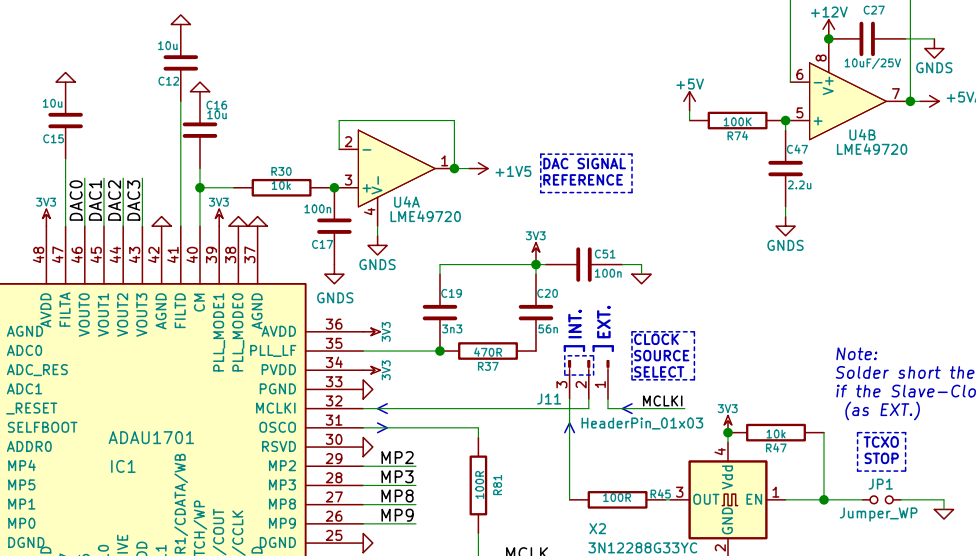 +12V
C27
10uF/25V
GNDS
8
V+
6
5
7
+5V
+5V
100K
R74
C47
2.2u
GNDS
U4B
LME49720
10u
C12
10u
C15
C16
10u
R30
10k
100n
C17
GNDS
2
3
1
4
V-
U4A
LME49720
GNDS
+1V5
DAC SIGNAL
REFERENCE
3V3
DAC0
DAC1
DAC2
DAC3
3V3
48
47
46
45
44
43
42
41
40
39
38
37
AVDD
FILTA
VOUT0
VOUT1
VOUT2
VOUT3
AGND
FILTD
CM
PLL_MODE1
PLL_MODE0
AGND
3V3
C51
100n
C19
3n3
C20
56n
470R
R37
AGND
ADC0
ADC_RES
ADC1
_RESET
SELFBOOT
ADDR0
MP4
MP5
MP1
MP0
DGND
ADAU1701
IC1
AVDD 36 3V3
PLL_LF 35
PVDD 34 3V3
PGND 33
MCLKI 32
OSCO 31
RSVD 30
MP2 29 MP2
MP3 28 MP3
MP8 27 MP8
MP9 26 MP9
DGND 25
R1/CDATA/WB
TCH/WP
/COUT
/CCLK
INT.
EXT.
CLOCK
SOURCE
SELECT
3
2
1
J11
MCLKI
HeaderPin_01x03
100R
R81
MCLK
100R
R45
3
OUT
EN
1
Vdd
4
GND
2
X2
3N12288G33YC
3V3
10k
R47
TCXO
STOP
JP1
Jumper_WP
Note:
Solder short the
if the Slave-Clo
(as EXT.)